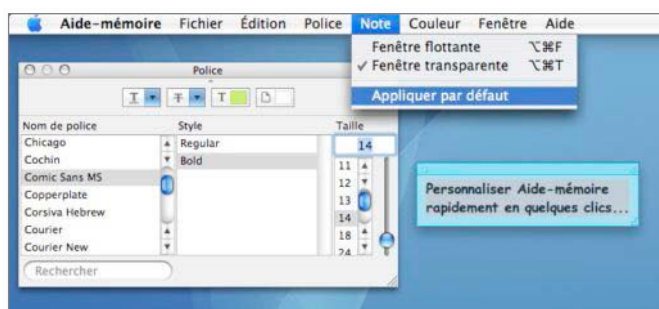 Aide-mémoire Fichier Édition Police Note Couleur Fenêtre Aide
Fenêtre flottante ⌥⌘F
✓ Fenêtre transparente ⌥⌘T
Appliquer par défaut
Police
T T T
Nom de police Style Taille
Chicago Regular 14
Cochin Bold 11
Comic Sans MS 12
Copperplate 13
Corsiva Hebrew 14
Courier 18
Courier New 24
Rechercher
Personnaliser Aide-mémoire
rapidement en quelques clics...